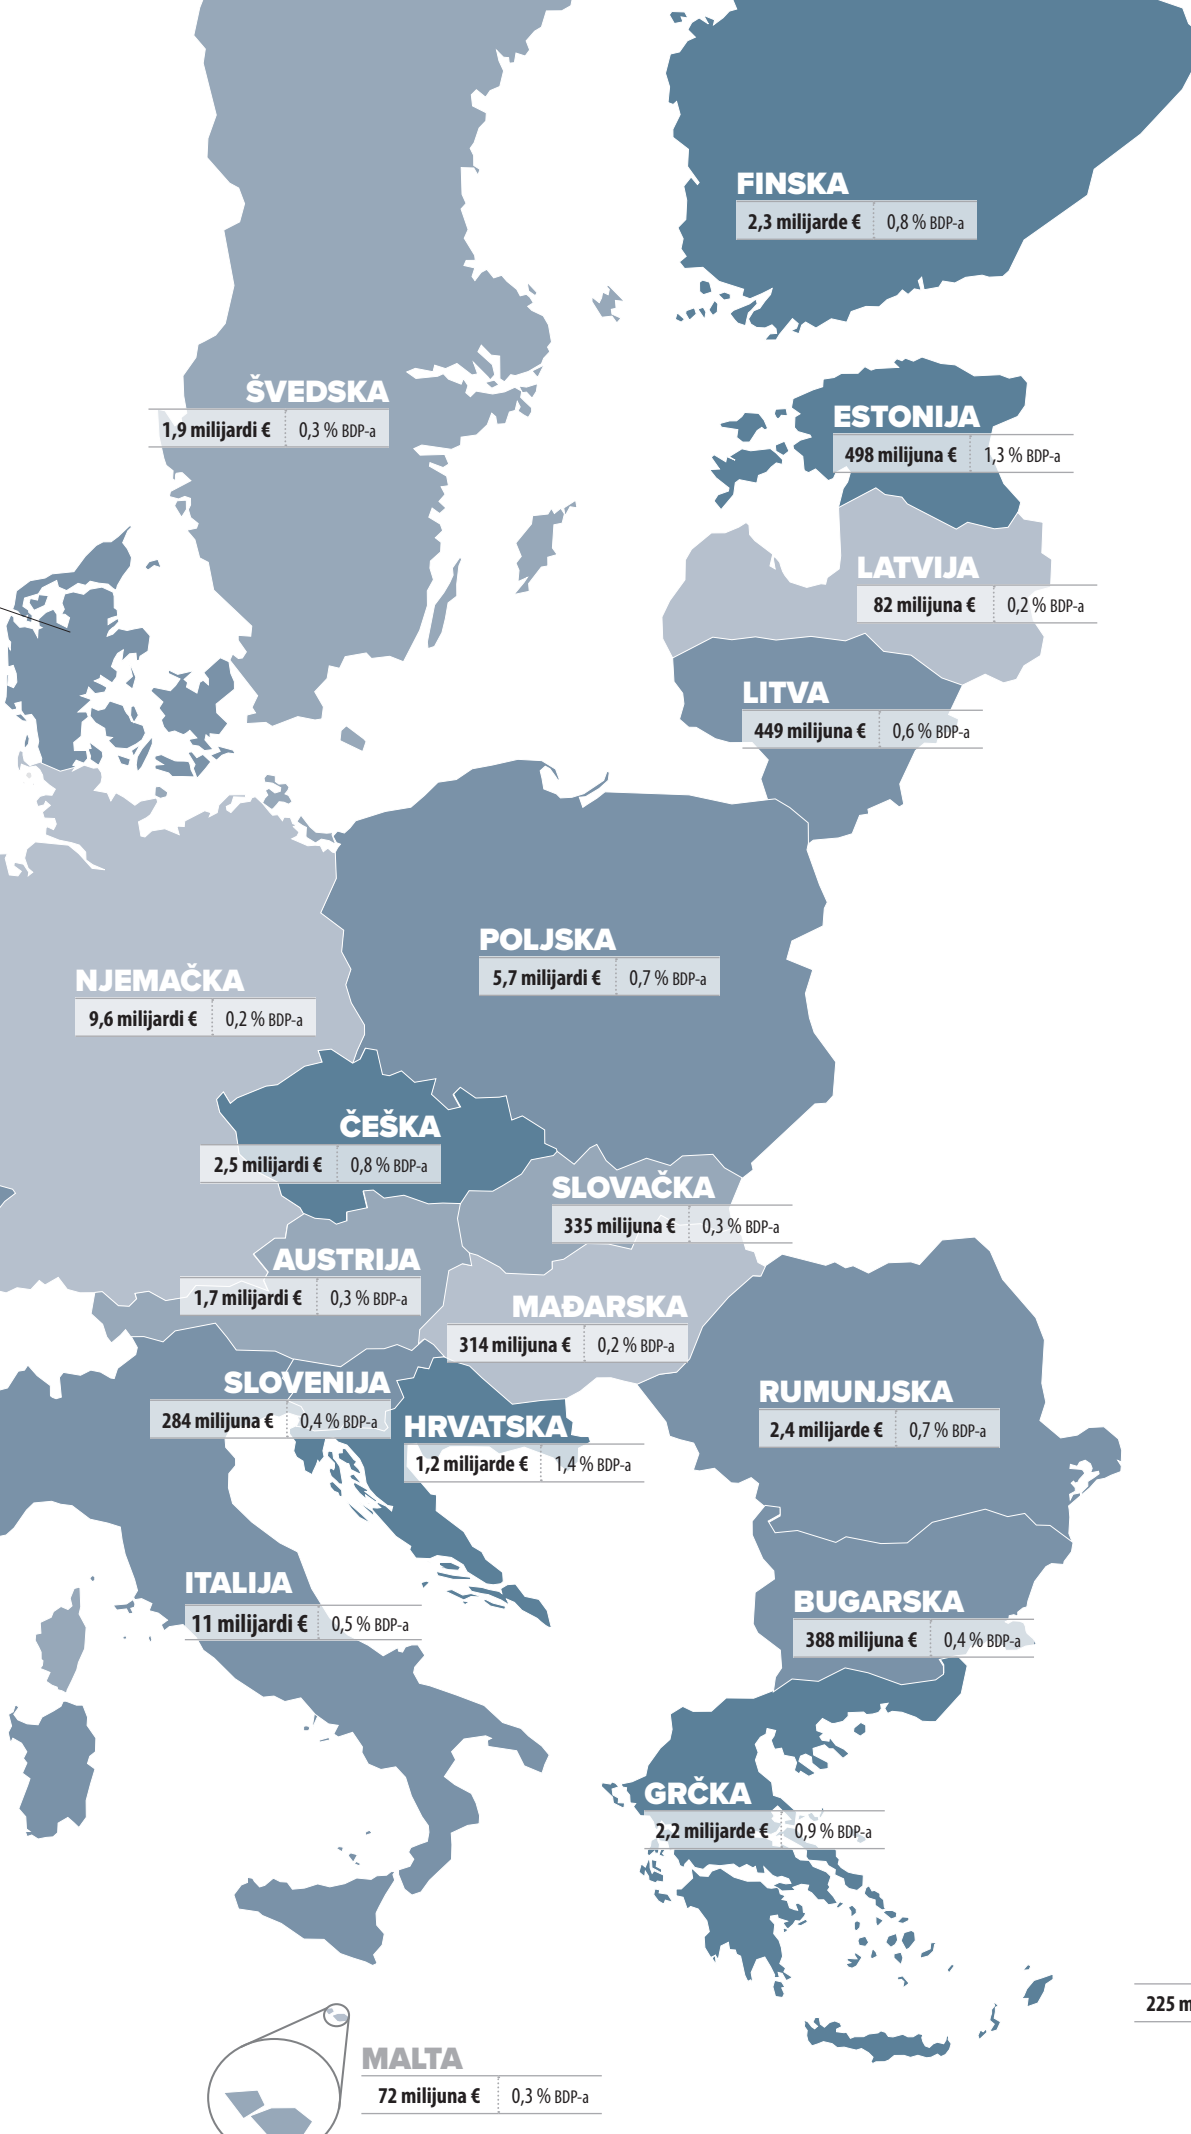 FINSKA
2,3 milijarde € 0,8 % BDP-a
ŠVEDSKA
1,9 milijardi € 0,3 % BDP-a
ESTONIJA
498 milijuna € 1,3 % BDP-a
LATVIJA
82 milijuna € 0,2 % BDP-a
LITVA
449 milijuna € 0,6 % BDP-a
POLJSKA
5,7 milijardi € 0,7 % BDP-a
NJEMAČKA
9,6 milijardi € 0,2 % BDP-a
ČEŠKA
2,5 milijardi € 0,8 % BDP-a
SLOVAČKA
335 milijuna € 0,3 % BDP-a
AUSTRIJA
1,7 milijardi € 0,3 % BDP-a
MAĐARSKA
314 milijuna € 0,2 % BDP-a
SLOVENIJA
284 milijuna € 0,4 % BDP-a
RUMUNJSKA
2,4 milijarde € 0,7 % BDP-a
HRVATSKA
1,2 milijarde € 1,4 % BDP-a
ITALIJA
11 milijardi € 0,5 % BDP-a
BUGARSKA
388 milijuna € 0,4 % BDP-a
GRČKA
2,2 milijarde € 0,9 % BDP-a
225 m
MALTA
72 milijuna € 0,3 % BDP-a